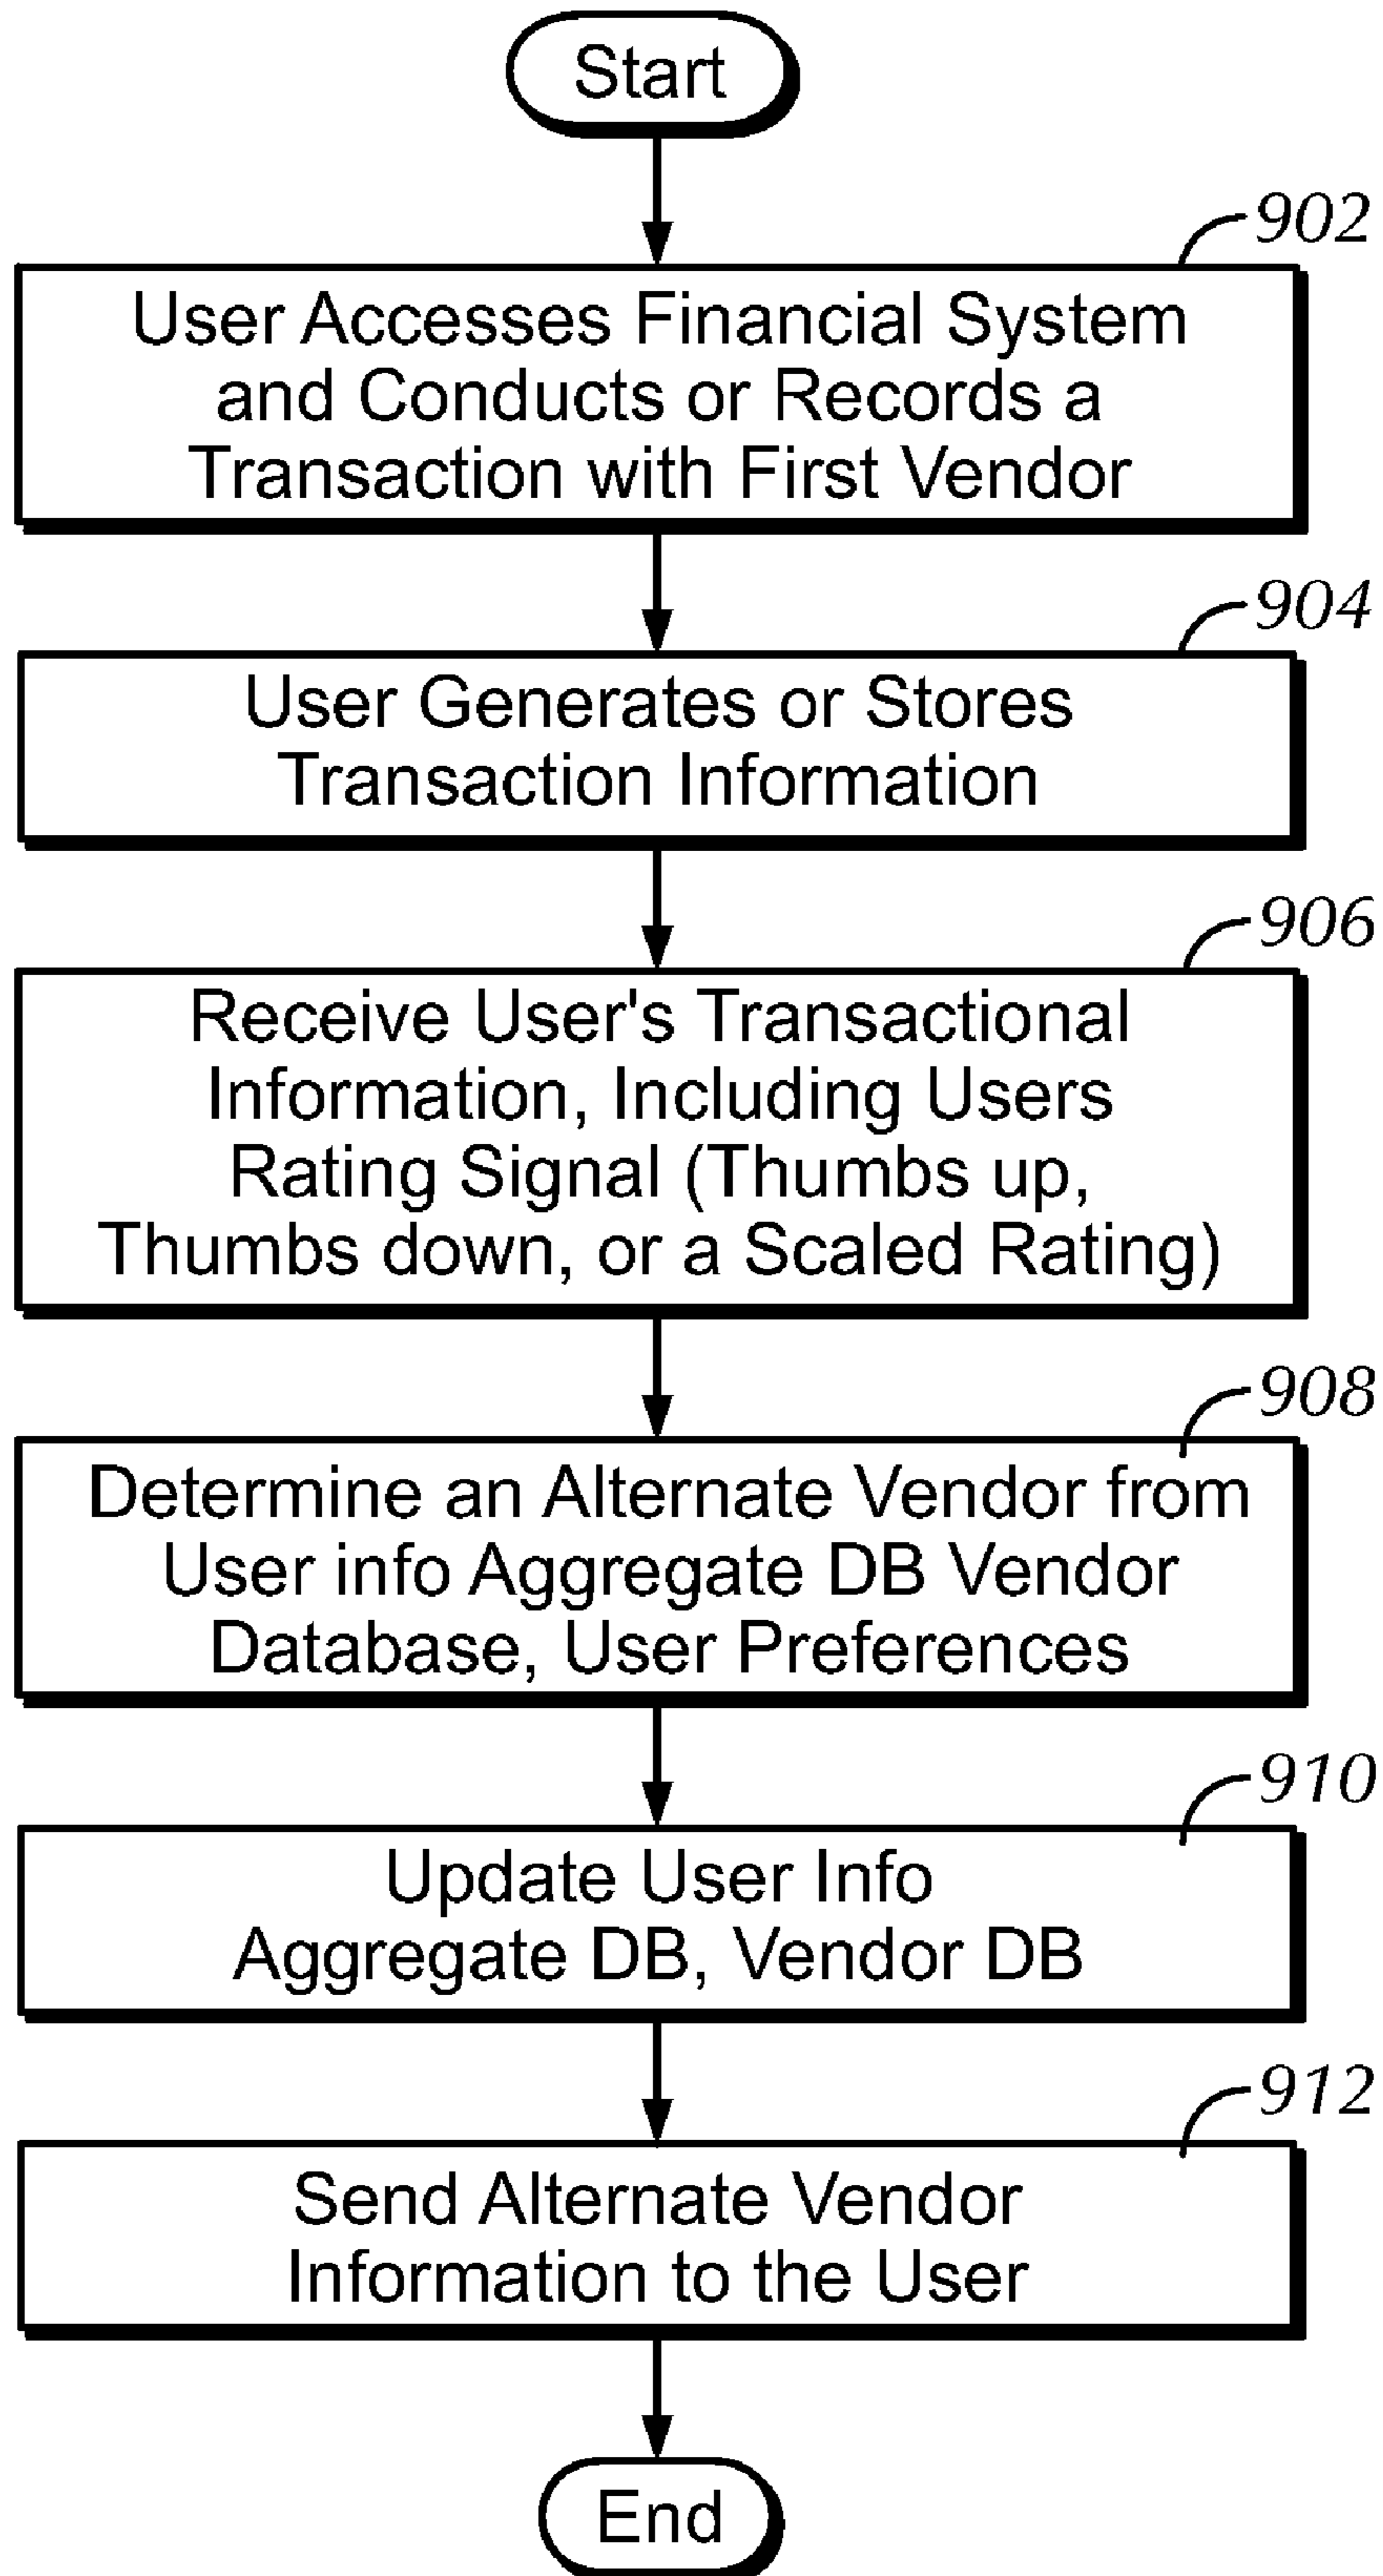 Start
902
User Accesses Financial System
and Conducts or Records a
Transaction with First Vendor
904
User Generates or Stores
Transaction Information
906
Receive User's Transactional
Information, Including Users
Rating Signal (Thumbs up,
Thumbs down, or a Scaled Rating)
908
Determine an Alternate Vendor from
User info Aggregate DB Vendor
Database, User Preferences
910
Update User Info
Aggregate DB, Vendor DB
912
Send Alternate Vendor
Information to the User
End